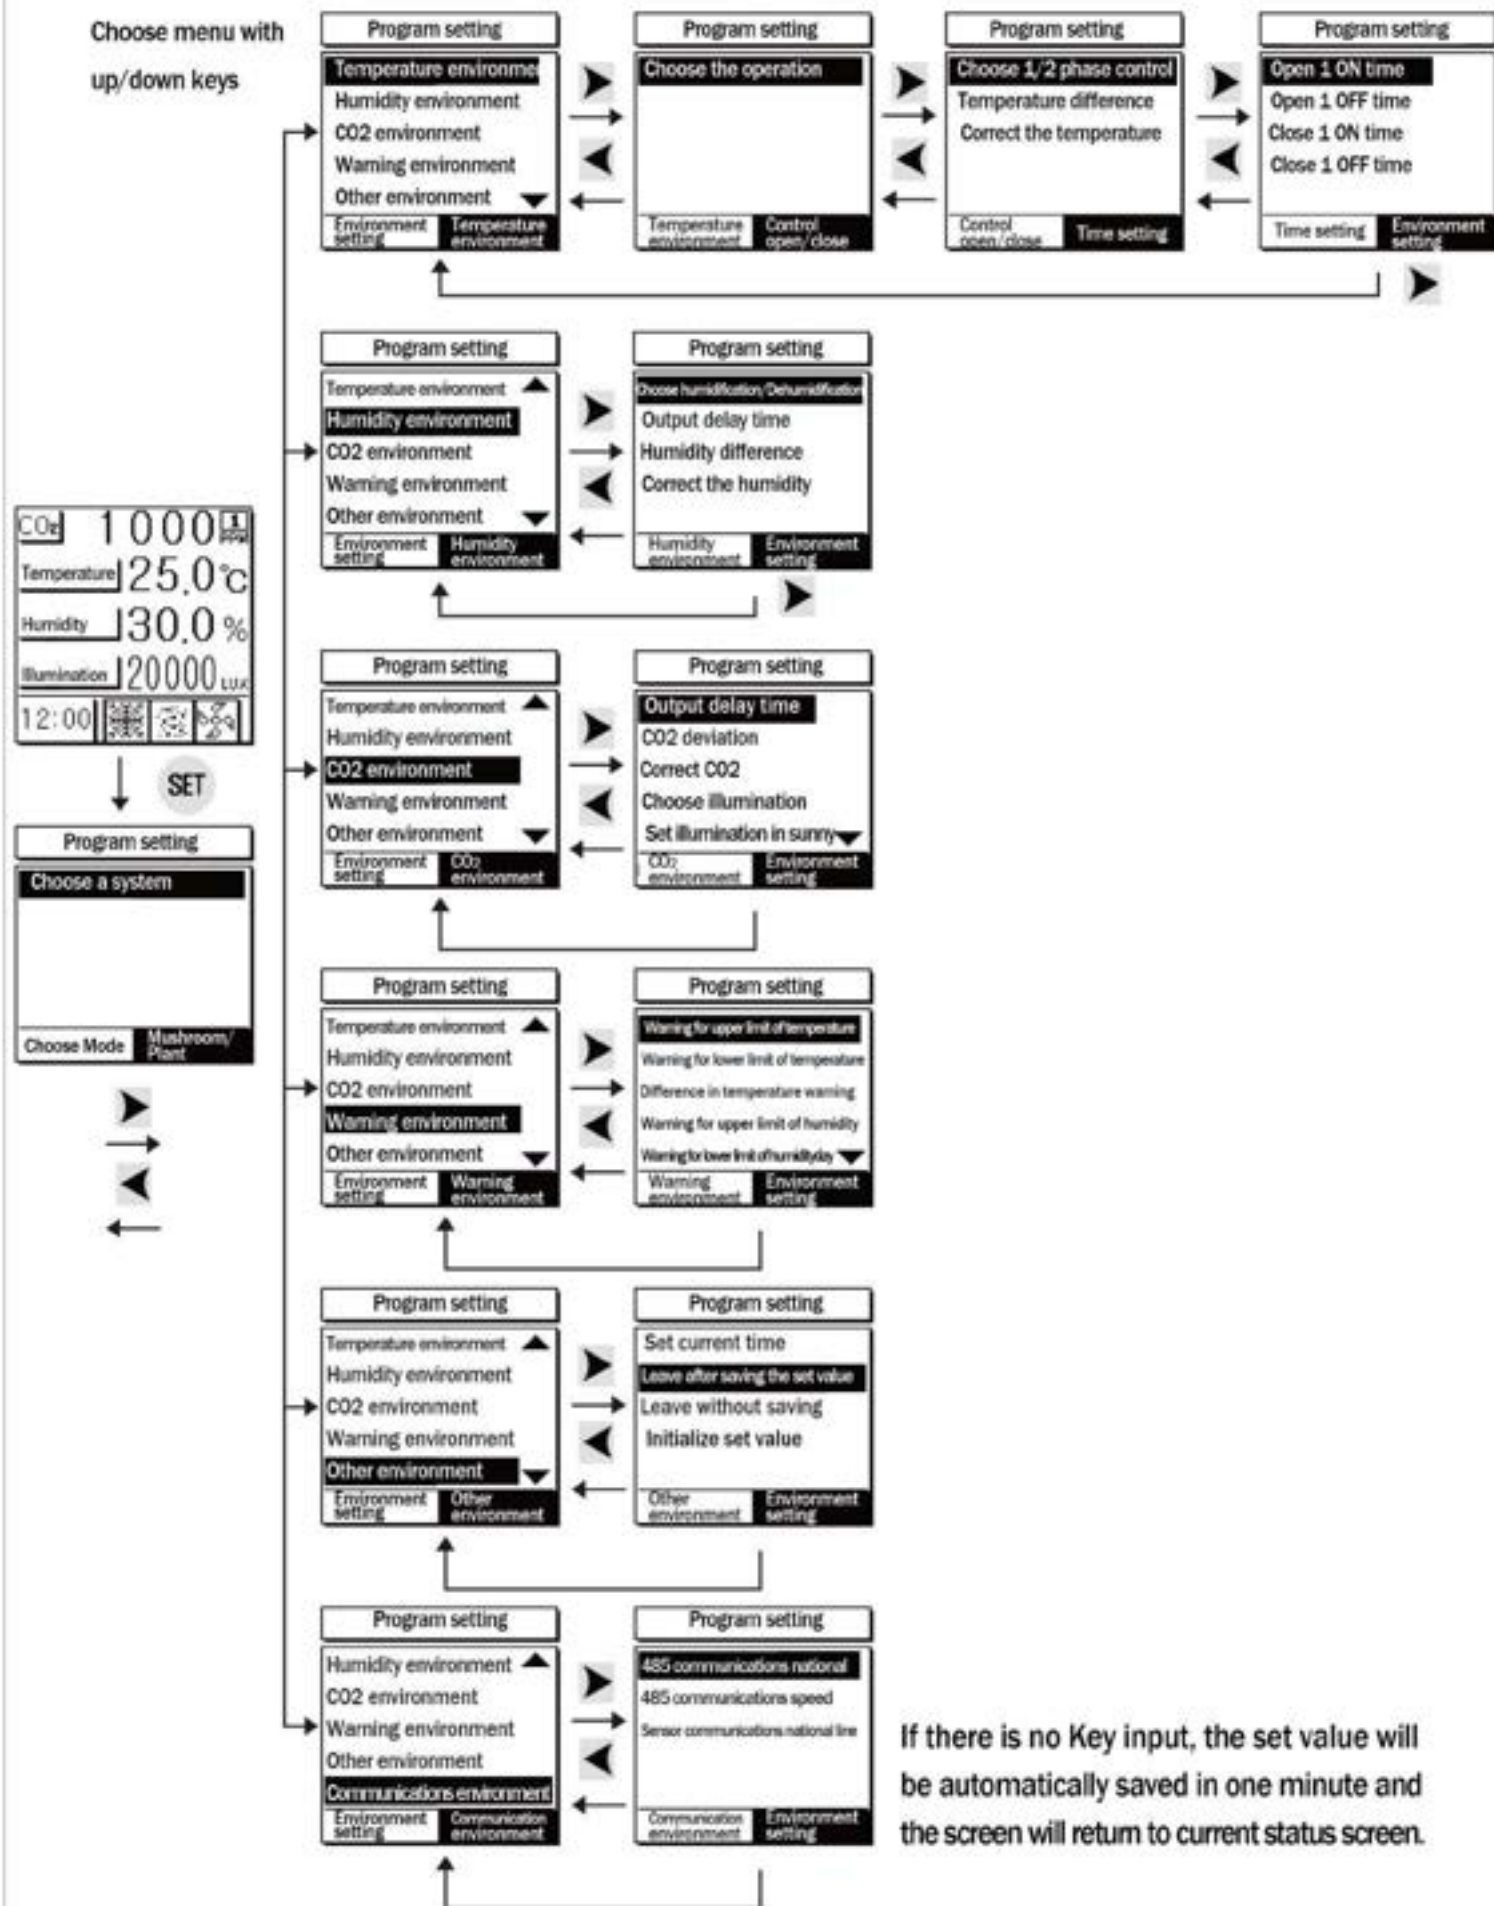 Choose menu with
up/down keys
Program setting
Temperature environme
Humidity environment
CO2 environment
Warning environment
Other environment
Environment
setting
Temperature
environment
Program setting
Choose the operation
Temperature
environment
Control
open/close
Program setting
Choose 1/2 phase control
Temperature difference
Correct the temperature
Control
open/close
Time setting
Program setting
Open 1 ON time
Open 1 OFF time
Close 1 ON time
Close 1 OFF time
Time setting
Environment
setting
Program setting
Temperature environment
Humidity environment
CO2 environment
Warning environment
Other environment
Environment
setting
Humidity
environment
Program setting
Choose humidification/Dehumidification
Output delay time
Humidity difference
Correct the humidity
Humidity
environment
Environment
setting
CO2 1000 1 PPM
Temperature 25.0°C
Humidity 30.0 %
Illumination 20000 LUX
12:00
SET
Program setting
Choose a system
Choose Mode
Mushroom/
Plant
Program setting
Temperature environment
Humidity environment
CO2 environment
Warning environment
Other environment
Environment
setting
CO2
environment
Program setting
Output delay time
CO2 deviation
Correct CO2
Choose illumination
Set illumination in sunny
CO2
environment
Environment
setting
Program setting
Temperature environment
Humidity environment
CO2 environment
Warning environment
Other environment
Environment
setting
Warning
environment
Program setting
Warning for upper limit of temperature
Warning for lower limit of temperature
Difference in temperature warning
Warning for upper limit of humidity
Warning for lower limit of humidityday
Warning
environment
Environment
setting
Program setting
Temperature environment
Humidity environment
CO2 environment
Warning environment
Other environment
Environment
setting
Other
environment
Program setting
Set current time
Leave after saving the set value
Leave without saving
Initialize set value
Other
environment
Environment
setting
Program setting
Humidity environment
CO2 environment
Warning environment
Other environment
Communications environment
Environment
setting
Communication
environment
Program setting
485 communications national
485 communications speed
Sensor communications national line
Communication
environment
Environment
setting
If there is no Key input, the set value will
be automatically saved in one minute and
the screen will return to current status screen.